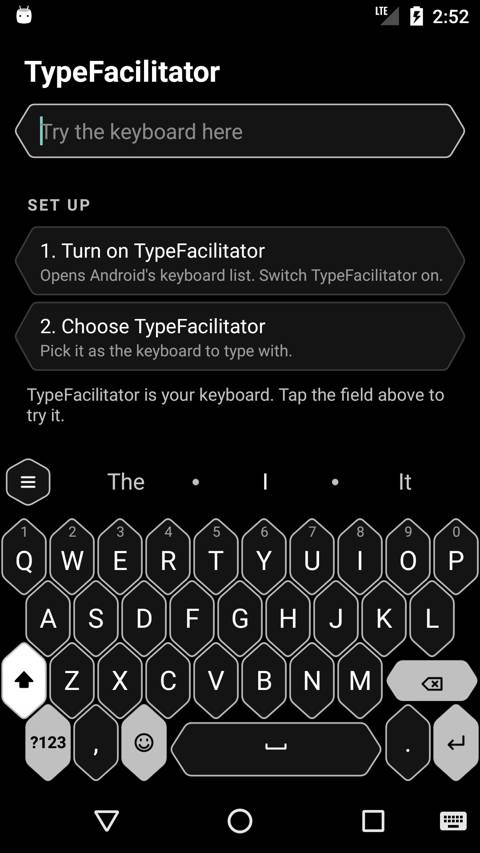 LTE 2:52
TypeFacilitator
Try the keyboard here
SET UP
1. Turn on TypeFacilitator
Opens Android's keyboard list. Switch TypeFacilitator on.
2. Choose TypeFacilitator
Pick it as the keyboard to type with.
TypeFacilitator is your keyboard. Tap the field above to
try it.
The • I • It
1 2 3 4 5 6 7 8 9 0
Q W E R T Y U I O P
A S D F G H J K L
Z X C V B N M
?123 , .